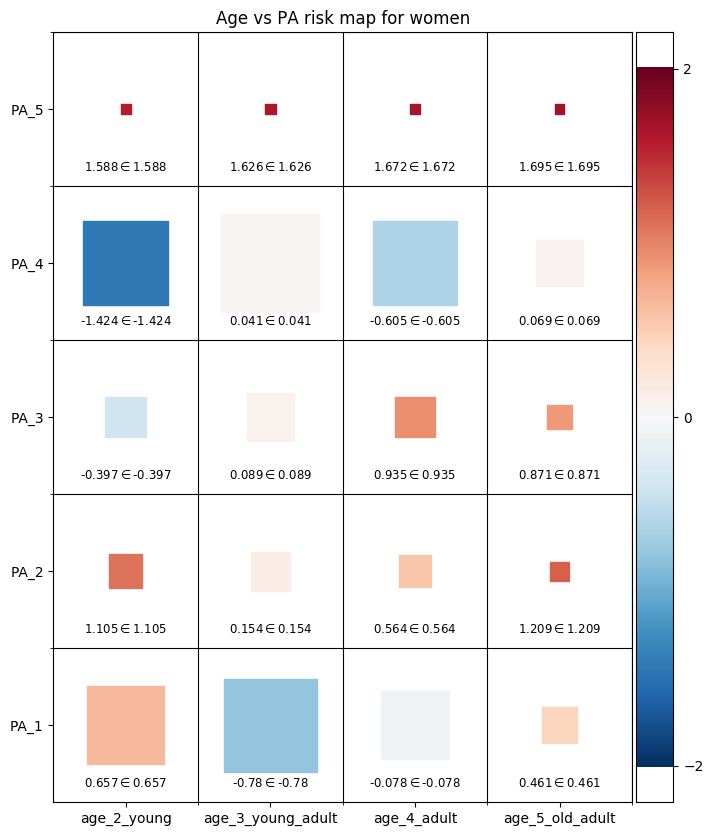 Age vs PA risk map for women
PA_5
1.588∈1.588
1.626∈1.626
1.672∈1.672
1.695∈1.695
2
PA_4
-1.424∈-1.424
0.041∈0.041
-0.605∈-0.605
0.069∈0.069
PA_3
-0.397∈-0.397
0.089∈0.089
0.935∈0.935
0.871∈0.871
0
PA_2
1.105∈1.105
0.154∈0.154
0.564∈0.564
1.209∈1.209
PA_1
0.657∈0.657
-0.78∈-0.78
-0.078∈-0.078
0.461∈0.461
−2
age_2_young
age_3_young_adult
age_4_adult
age_5_old_adult